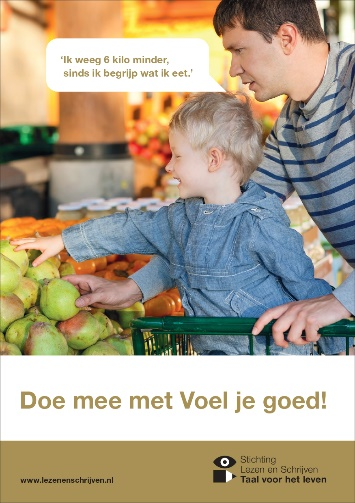 ‘Ik weeg 6 kilo minder,
sinds ik begrijp wat ik eet.’
Doe mee met Voel je goed!
www.lezenenschrijven.nl
Stichting
Lezen en Schrijven
Taal voor het leven